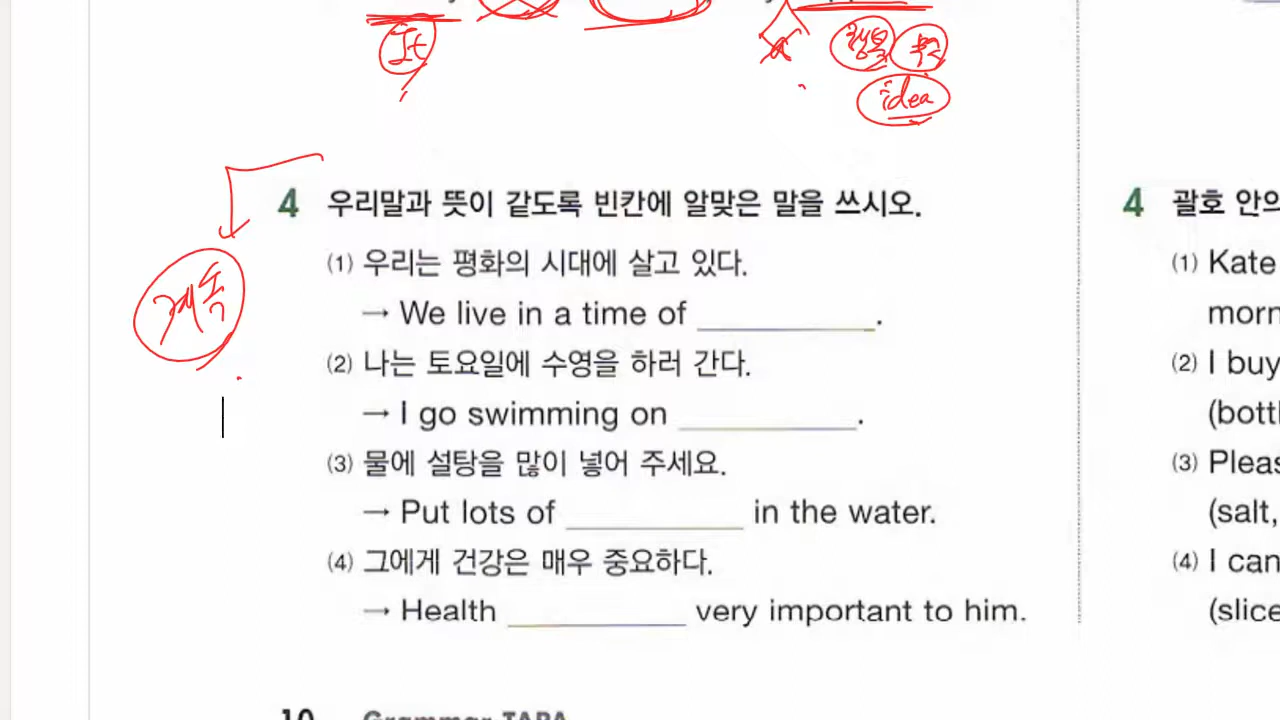 It
행복
idea
4 우리말과 뜻이 같도록 빈칸에 알맞은 말을 쓰시오.
(1) 우리는 평화의 시대에 살고 있다.
→ We live in a time of ________.
(2) 나는 토요일에 수영을 하러 간다.
→ I go swimming on ________.
(3) 물에 설탕을 많이 넣어 주세요.
→ Put lots of ________ in the water.
(4) 그에게 건강은 매우 중요하다.
→ Health ________ very important to him.
계속
4 괄호 안의
(1) Kate
morn
(2) I buy
(bottl
(3) Pleas
(salt,
(4) I can
(slice
10 Grammar TAPA